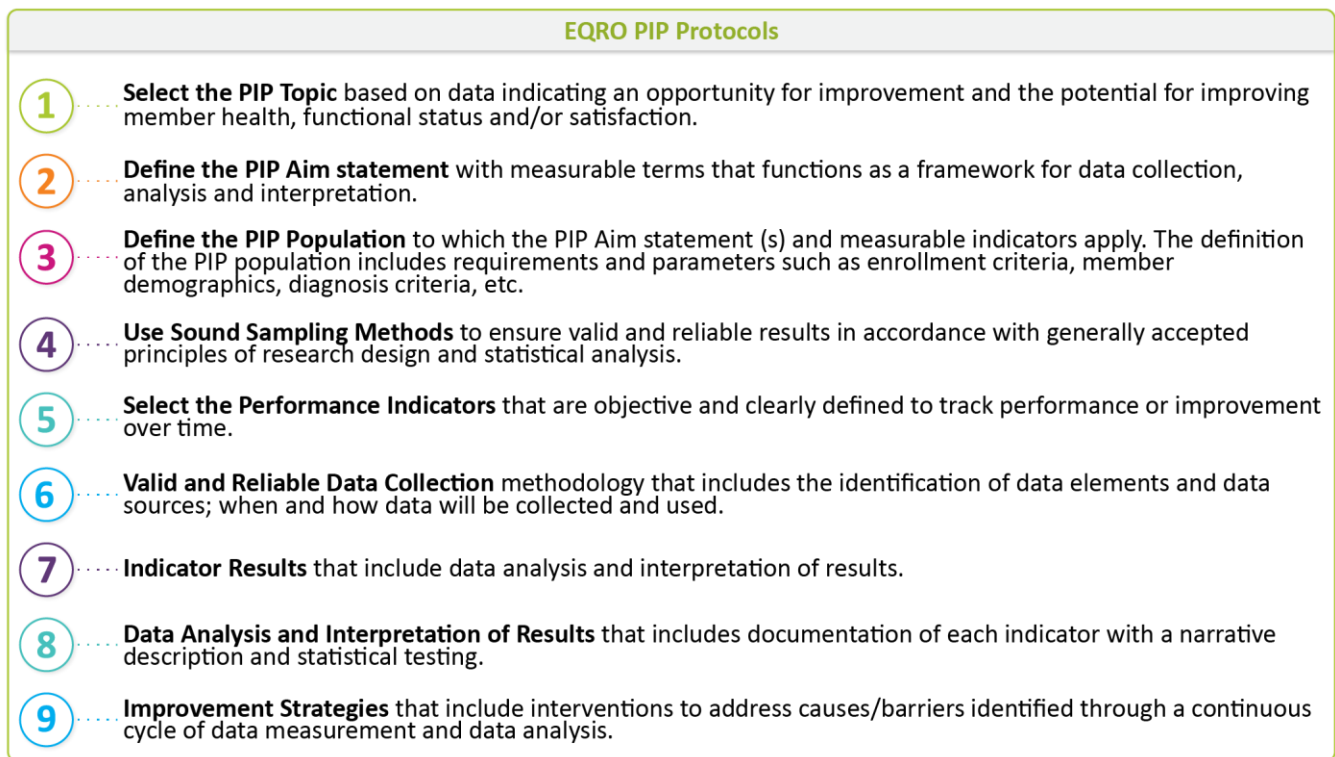 EQRO PIP Protocols
1 Select the PIP Topic based on data indicating an opportunity for improvement and the potential for improving
member health, functional status and/or satisfaction.
2 Define the PIP Aim statement with measurable terms that functions as a framework for data collection,
analysis and interpretation.
3 Define the PIP Population to which the PIP Aim statement (s) and measurable indicators apply. The definition
of the PIP population includes requirements and parameters such as enrollment criteria, member
demographics, diagnosis criteria, etc.
4 Use Sound Sampling Methods to ensure valid and reliable results in accordance with generally accepted
principles of research design and statistical analysis.
5 Select the Performance Indicators that are objective and clearly defined to track performance or improvement
over time.
6 Valid and Reliable Data Collection methodology that includes the identification of data elements and data
sources; when and how data will be collected and used.
7 Indicator Results that include data analysis and interpretation of results.
8 Data Analysis and Interpretation of Results that includes documentation of each indicator with a narrative
description and statistical testing.
9 Improvement Strategies that include interventions to address causes/barriers identified through a continuous
cycle of data measurement and data analysis.